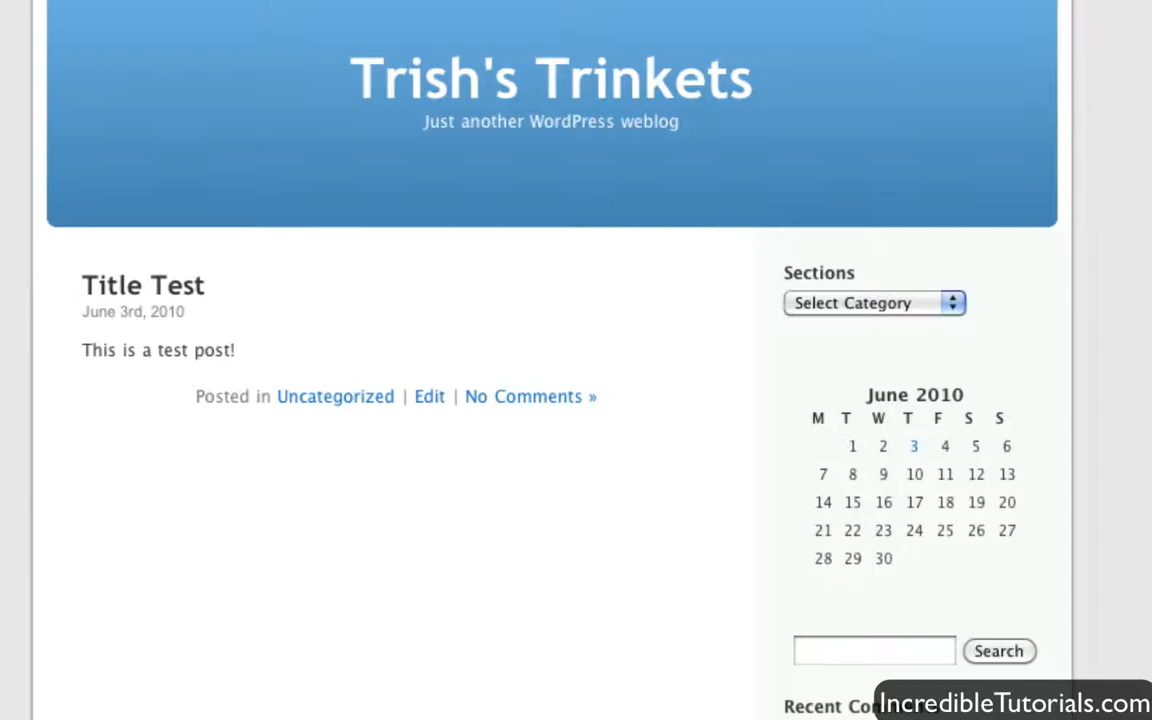 Trish's Trinkets
Just another WordPress weblog
Title Test
June 3rd, 2010
This is a test post!
Posted in Uncategorized | Edit | No Comments »
Sections
Select Category
June 2010
M T W T F S S
1 2 3 4 5 6
7 8 9 10 11 12 13
14 15 16 17 18 19 20
21 22 23 24 25 26 27
28 29 30
Search
Recent
IncredibleTutorials.com